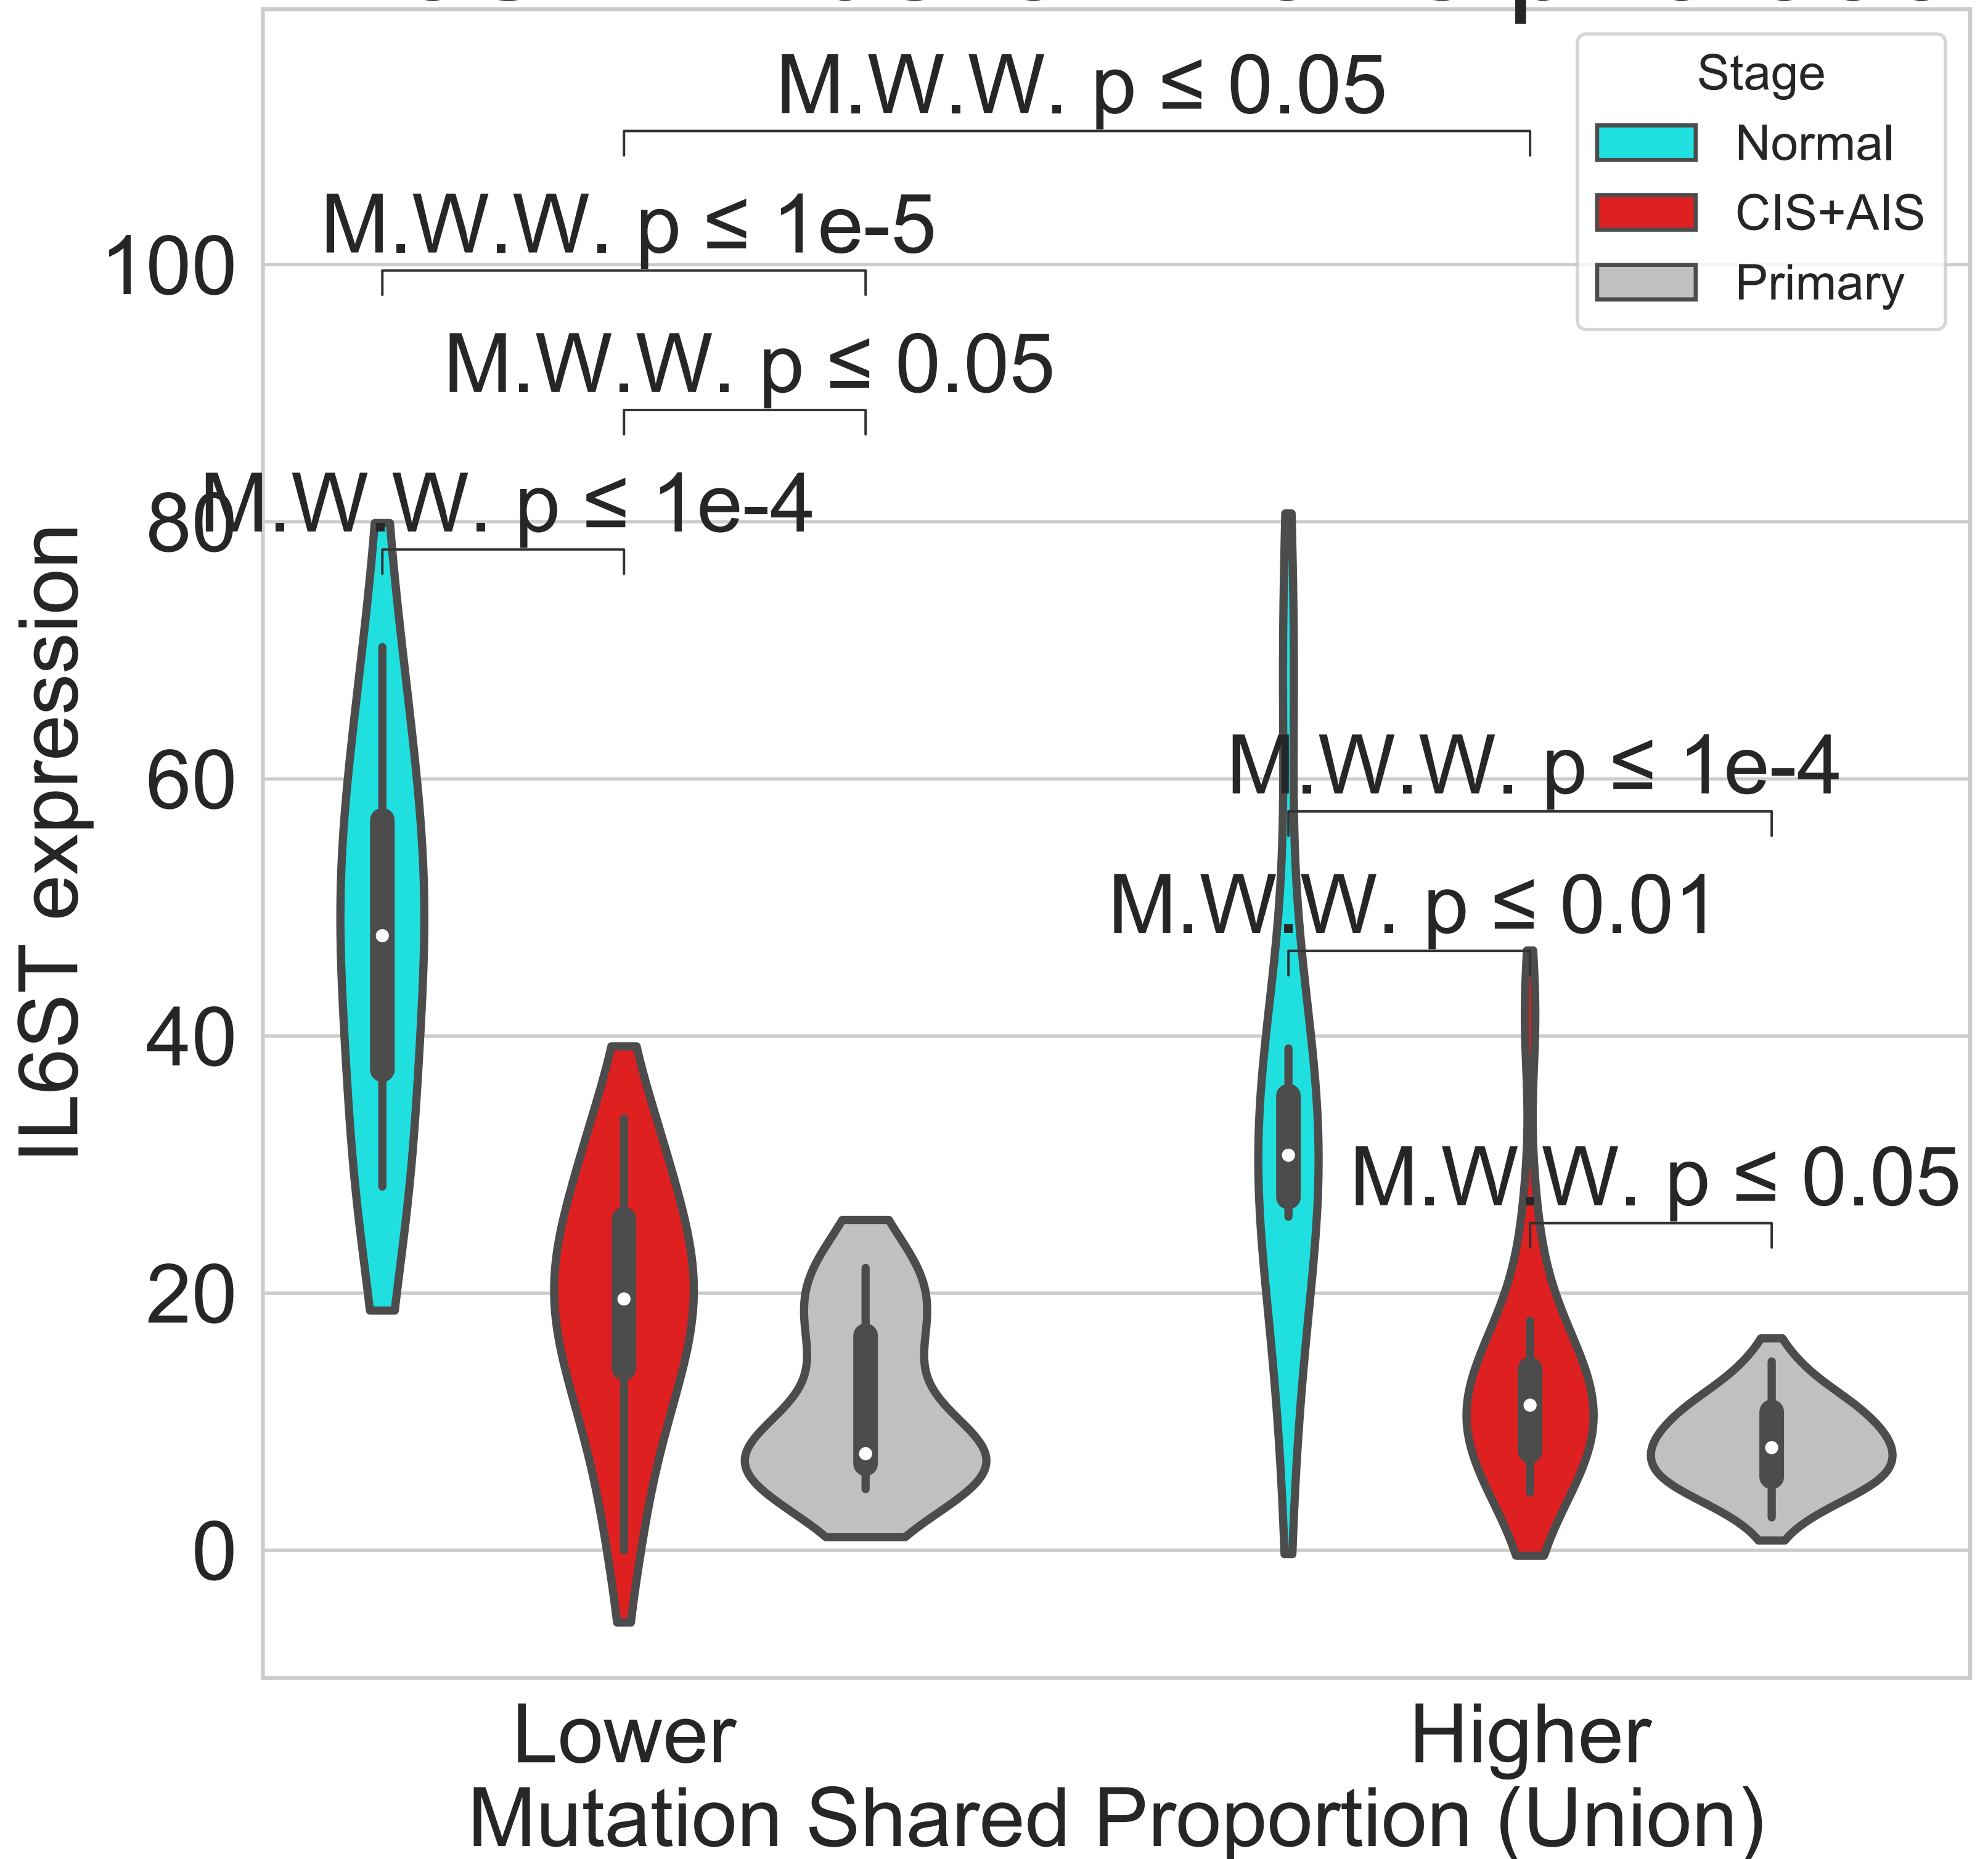 M.W.W. p ≤ 0.05
Stage
Normal
CIS+AIS
Primary
M.W.W. p ≤ 1e-5
100
M.W.W. p ≤ 0.05
M.W.W. p ≤ 1e-4
80
M.W.W. p ≤ 1e-4
60
M.W.W. p ≤ 0.01
40
M.W.W. p ≤ 0.05
20
0
IL6ST expression
Lower
Higher
Mutation Shared Proportion (Union)